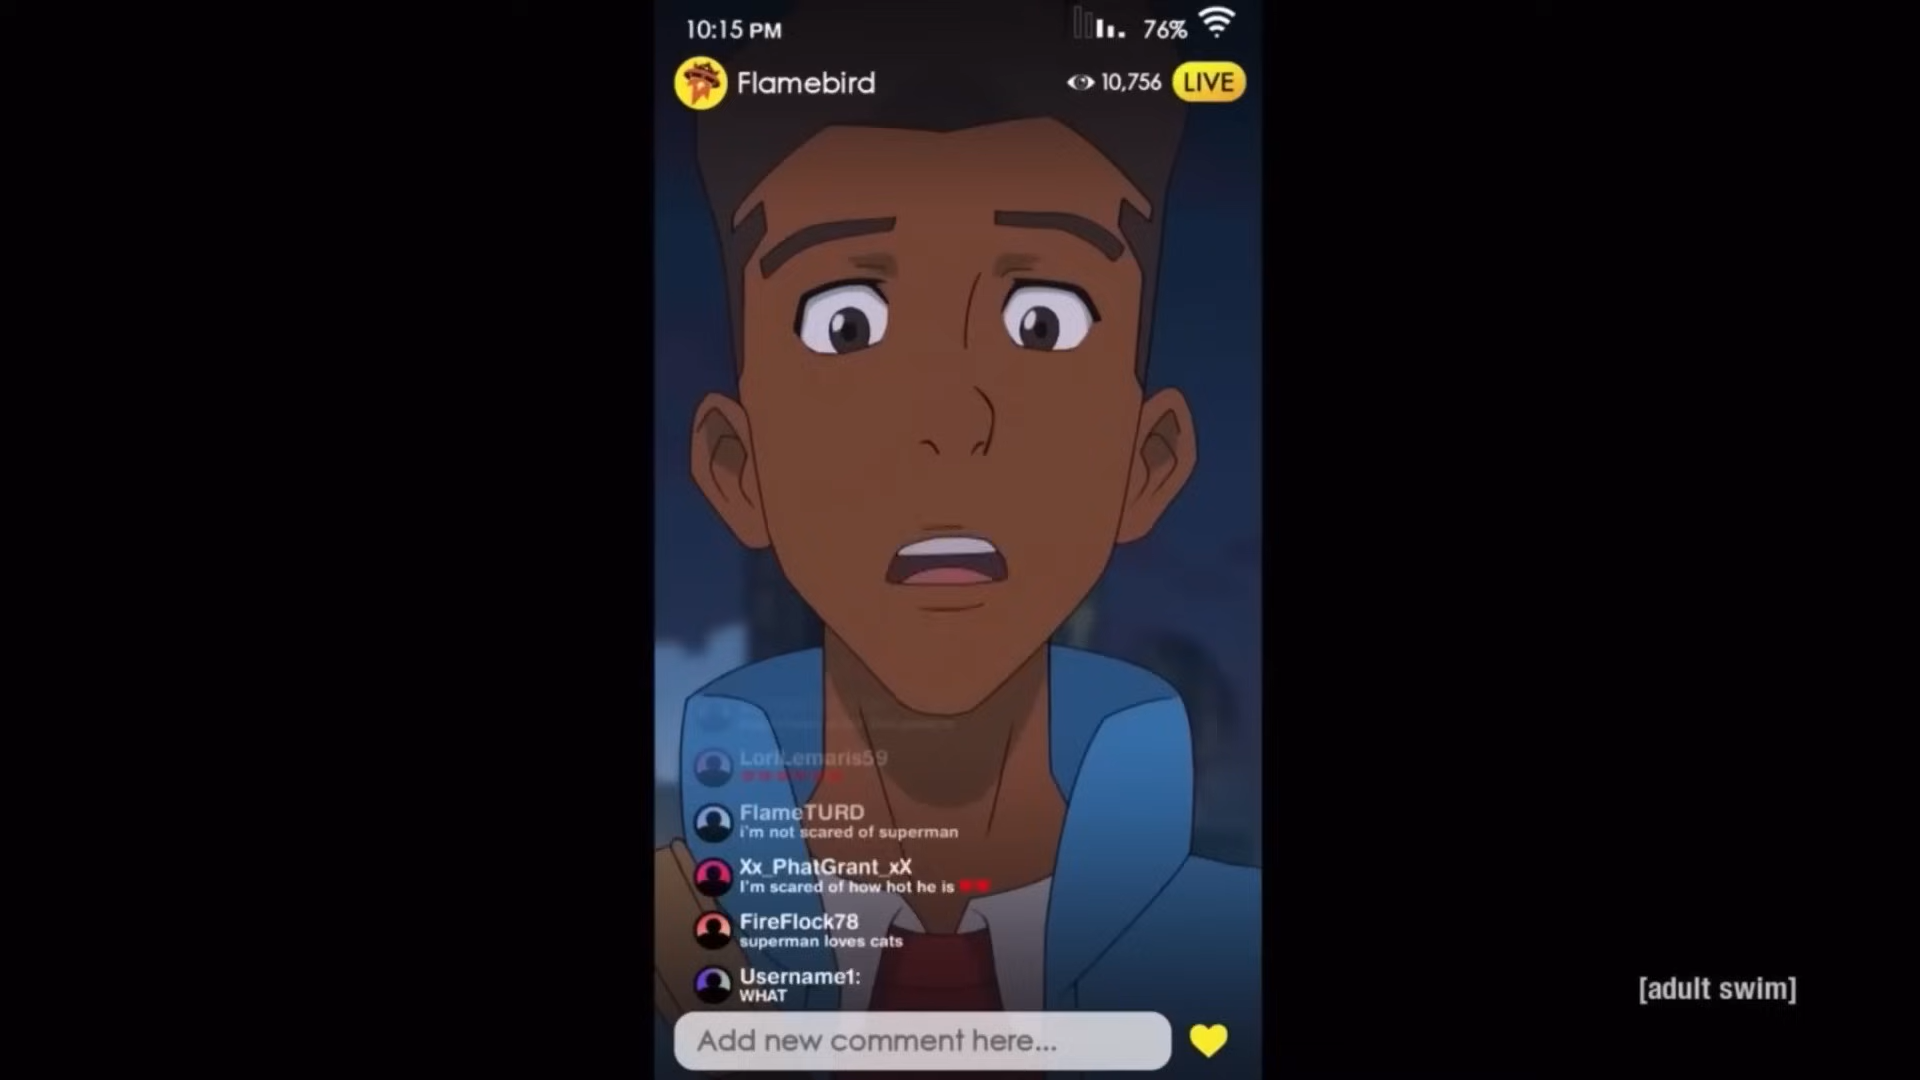 10:15 PM
76%
Flamebird
10,756
LIVE
LoriLemaris59
FlameTURD
i'm not scared of superman
Xx_PhatGrant_xX
I'm scared of how hot he is
FireFlock78
superman loves cats
Username1:
WHAT
Add new comment here...
[adult swim]